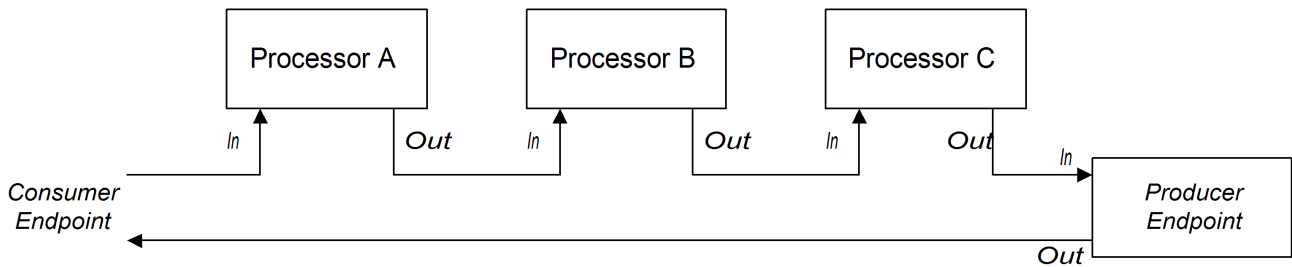 Processor A
Processor B
Processor C
In
Out
In
Out
In
Out
In
Consumer
Endpoint
Producer
Endpoint
Out